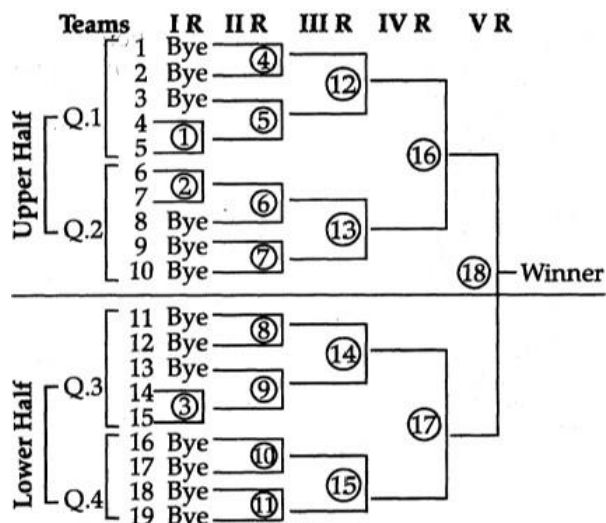 Teams I R II R III R IV R V R
1 Bye
④
2 Bye
⑫
3 Bye
Q.1
⑤
4
①
5
⑯
Upper Half
6
②
7
⑥
8 Bye
⑬
Q.2
9 Bye
⑦
10 Bye
⑱ Winner
11 Bye
⑧
12 Bye
⑭
13 Bye
Q.3
⑨
14
③
15
⑰
Lower Half
16 Bye
⑩
17 Bye
⑮
18 Bye
Q.4
⑪
19 Bye